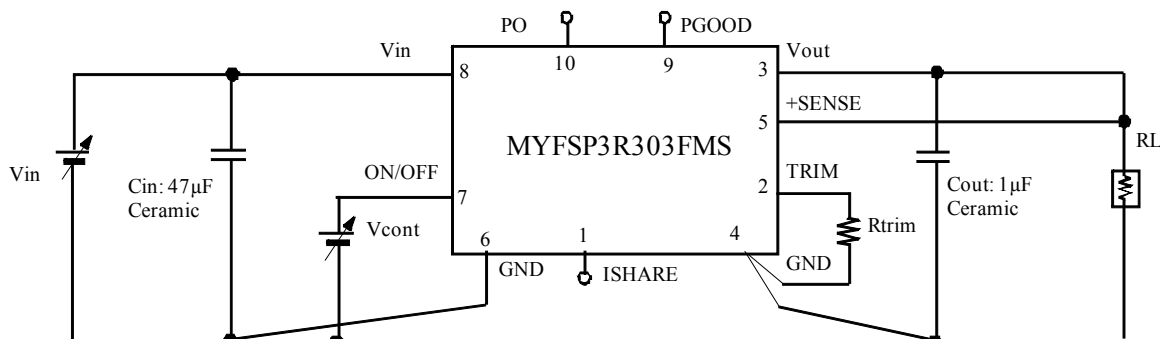 PO
PGOOD
Vin
Vout
10
9
8
3
+SENSE
5
MYFSP3R303FMS
RL
Vin
Cin: 47μF
Ceramic
ON/OFF
7
TRIM
2
Cout: 1μF
Ceramic
Vcont
Rtrim
6
1
4
GND
ISHARE
GND